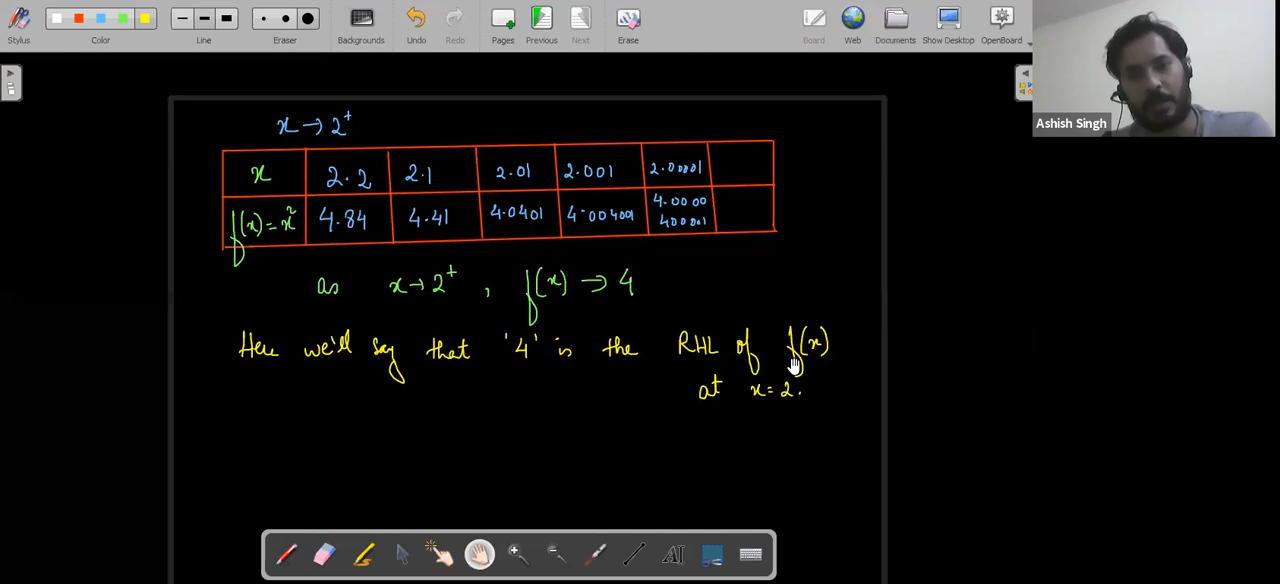 Stylus
Color
Line
Eraser
Backgrounds
Undo
Redo
Pages
Previous
Next
Erase
Board
Web
Documents
Show Desktop
OpenBoard
Ashish Singh
x → 2⁺
x 2.2 2.1 2.01 2.001 2.00001
f(x) = x² 4.84 4.41 4.0401 4.004001 4.0000
400001
as x → 2⁺ , f(x) → 4
Here we'll say that '4' is the RHL of f(x)
at x = 2.